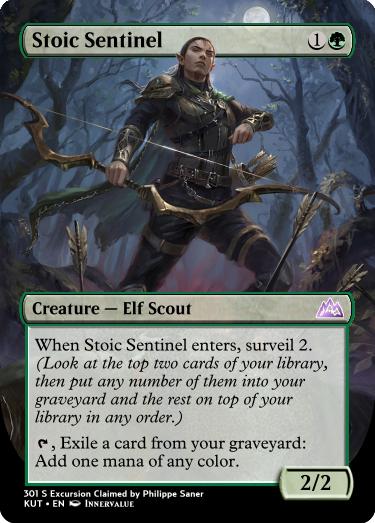 Stoic Sentinel 1
Creature — Elf Scout
When Stoic Sentinel enters, surveil 2.
(Look at the top two cards of your library,
then put any number of them into your
graveyard and the rest on top of your
library in any order.)
, Exile a card from your graveyard:
Add one mana of any color.
2/2
301 S Excursion Claimed by Philippe Saner
KUT • EN INNERVALUE